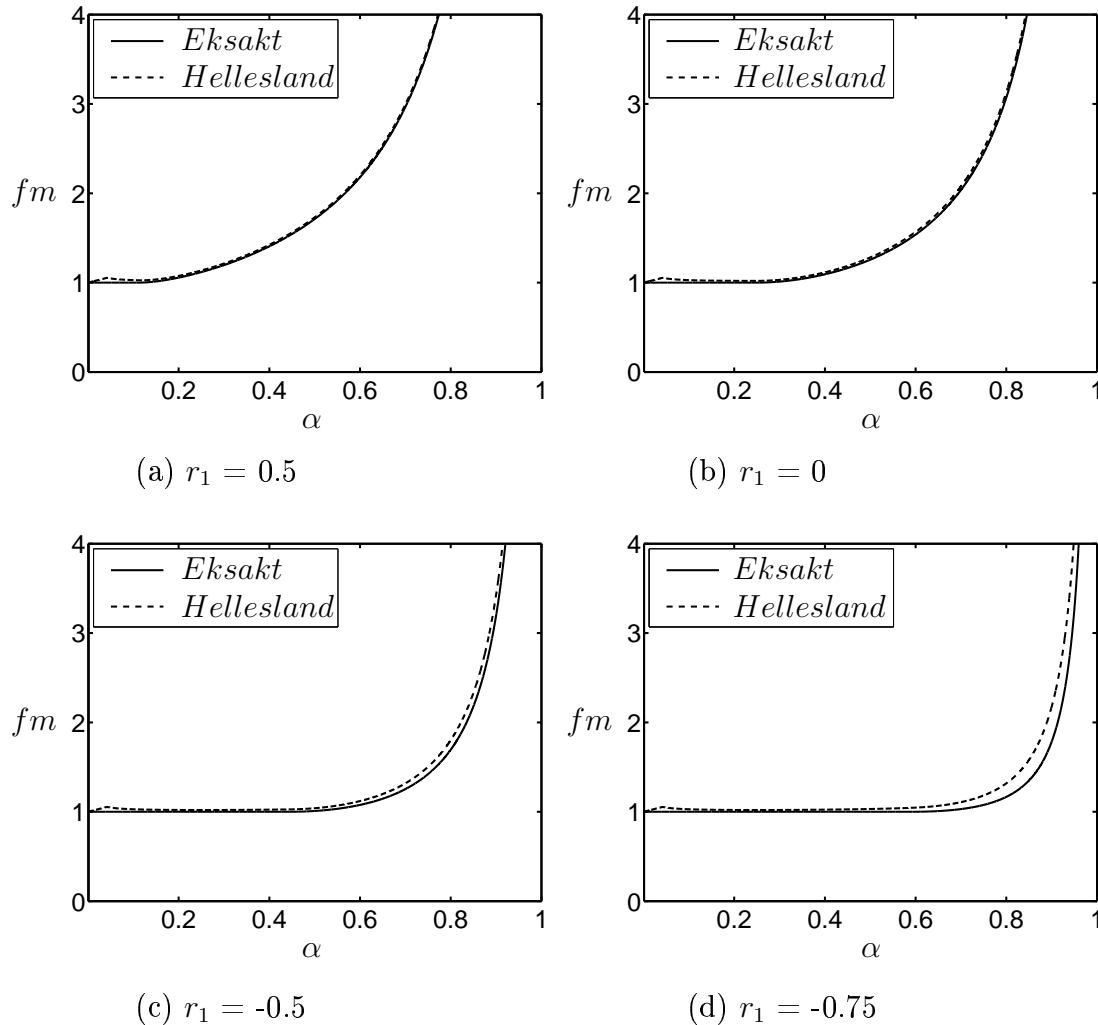 4
Eksakt
Hellesland
3
fm
2
1
0
0.2 0.4 0.6 0.8 1
α
(a) r₁ = 0.5
4
Eksakt
Hellesland
3
fm
2
1
0
0.2 0.4 0.6 0.8 1
α
(b) r₁ = 0
4
Eksakt
Hellesland
3
fm
2
1
0
0.2 0.4 0.6 0.8 1
α
(c) r₁ = -0.5
4
Eksakt
Hellesland
3
fm
2
1
0
0.2 0.4 0.6 0.8 1
α
(d) r₁ = -0.75